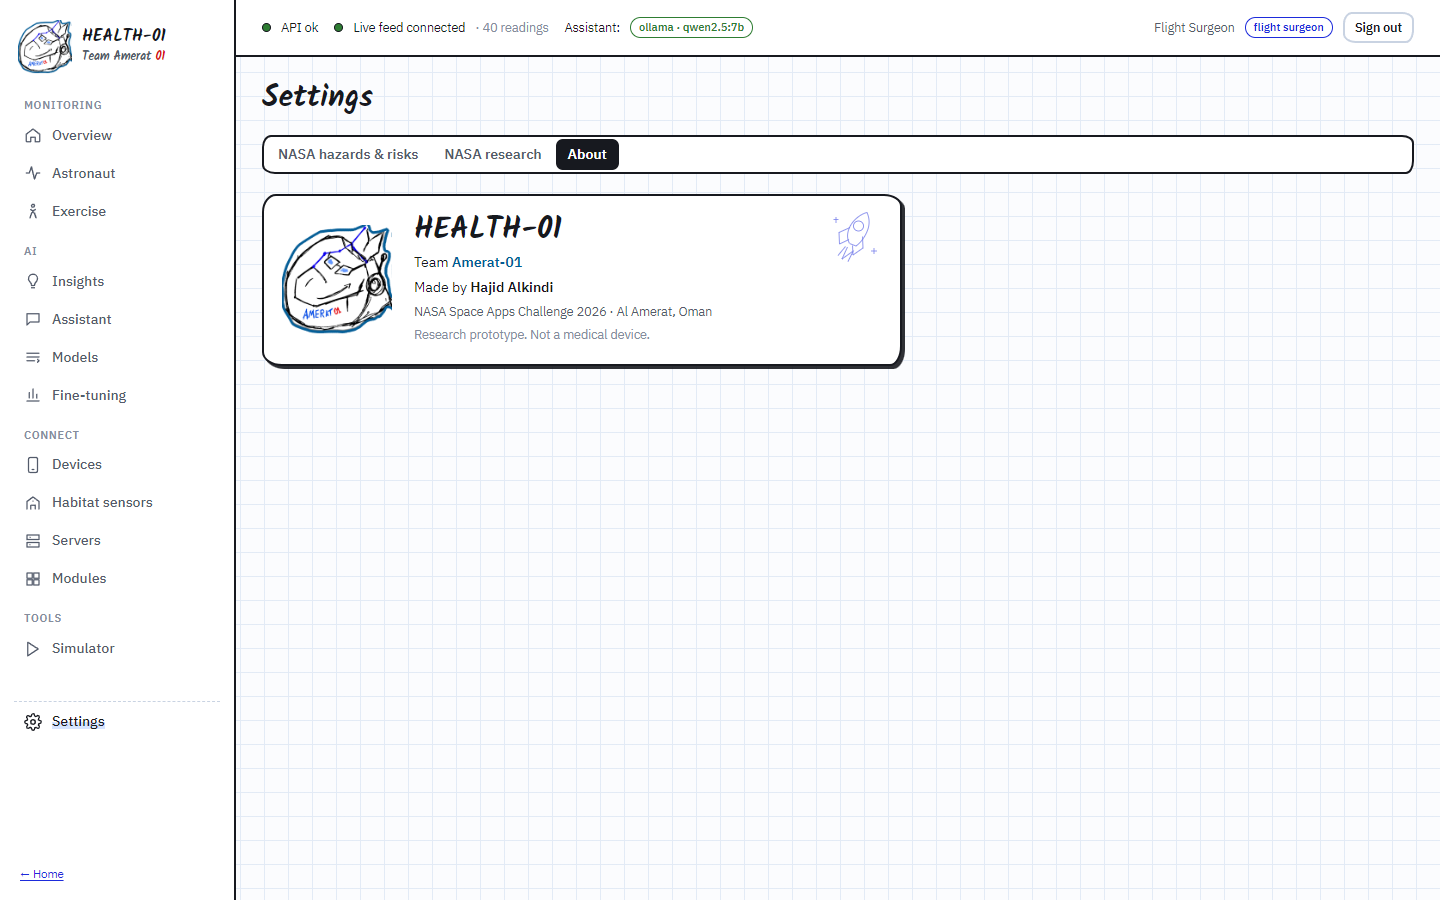 HEALTH-01
Team Amerat 01
MONITORING
Overview
Astronaut
Exercise
AI
Insights
Assistant
Models
Fine-tuning
CONNECT
Devices
Habitat sensors
Servers
Modules
TOOLS
Simulator
Settings
← Home
API ok Live feed connected · 40 readings Assistant: ollama · qwen2.5:7b Flight Surgeon flight surgeon Sign out
Settings
NASA hazards & risks NASA research About
AMERAT 01
HEALTH-01
Team Amerat-01
Made by Hajid Alkindi
NASA Space Apps Challenge 2026 · Al Amerat, Oman
Research prototype. Not a medical device.